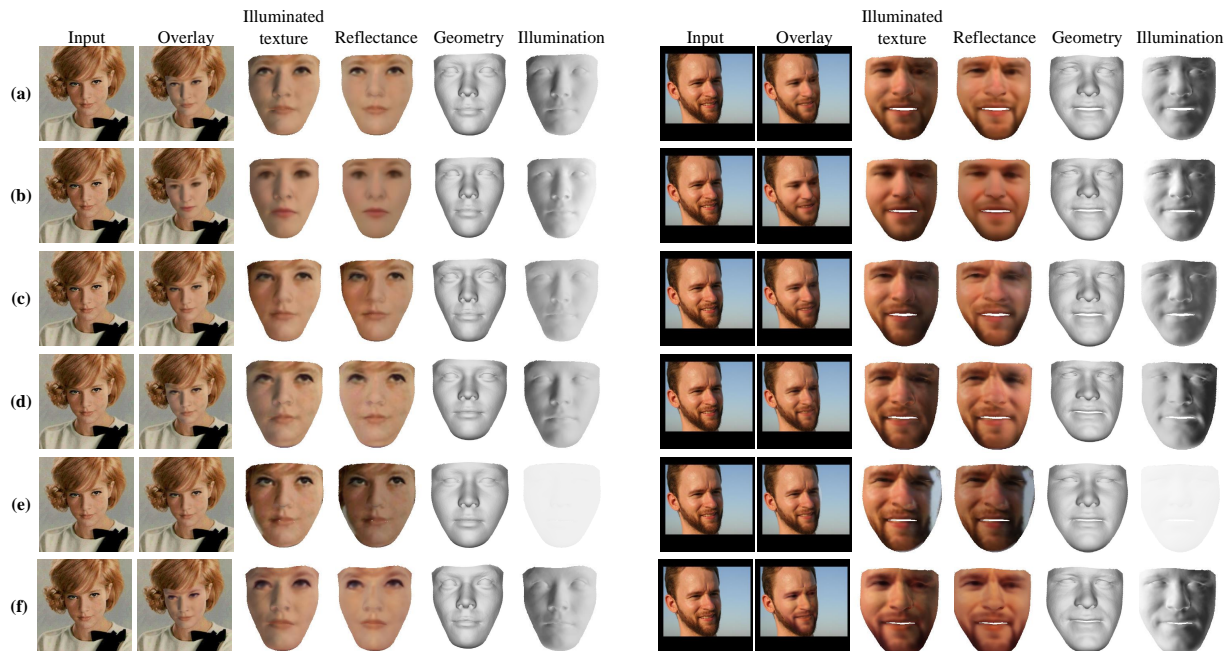 Input Overlay Illuminated texture Reflectance Geometry Illumination
Input Overlay Illuminated texture Reflectance Geometry Illumination
(a)
(b)
(c)
(d)
(e)
(f)